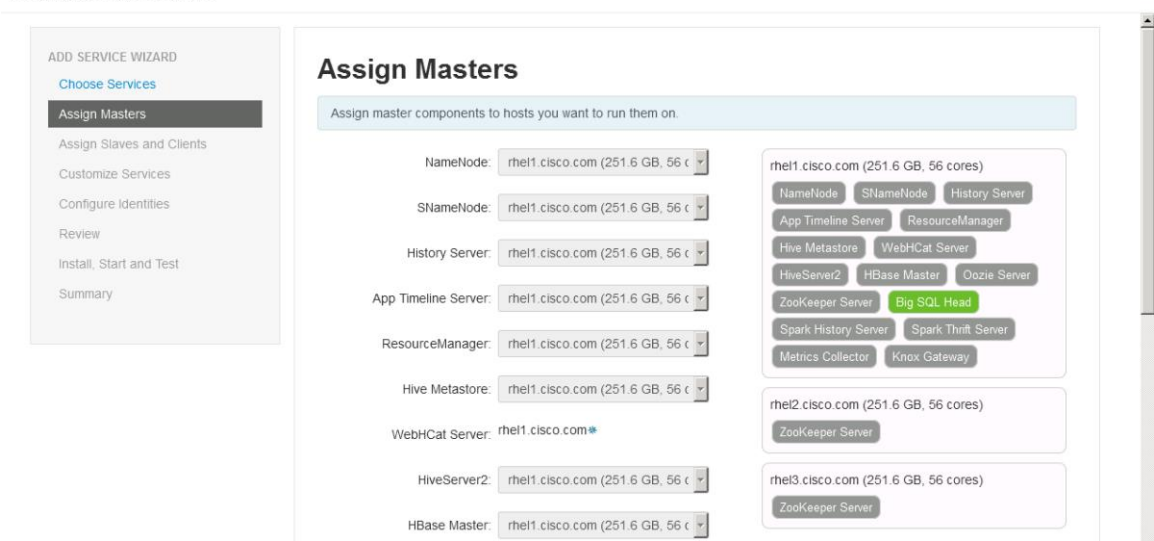 ADD SERVICE WIZARD
Choose Services
Assign Masters
Assign Slaves and Clients
Customize Services
Configure Identities
Review
Install, Start and Test
Summary
Assign Masters
Assign master components to hosts you want to run them on.
NameNode: rhel1.cisco.com (251.6 GB, 56 c
SNameNode: rhel1.cisco.com (251.6 GB, 56 c
History Server: rhel1.cisco.com (251.6 GB, 56 c
App Timeline Server: rhel1.cisco.com (251.6 GB, 56 c
ResourceManager: rhel1.cisco.com (251.6 GB, 56 c
Hive Metastore: rhel1.cisco.com (251.6 GB, 56 c
WebHCat Server: rhel1.cisco.com
HiveServer2: rhel1.cisco.com (251.6 GB, 56 c
HBase Master: rhel1.cisco.com (251.6 GB, 56 c
rhel1.cisco.com (251.6 GB, 56 cores)
NameNode SNameNode History Server
App Timeline Server ResourceManager
Hive Metastore WebHCat Server
HiveServer2 HBase Master Oozie Server
ZooKeeper Server Big SQL Head
Spark History Server Spark Thrift Server
Metrics Collector Knox Gateway
rhel2.cisco.com (251.6 GB, 56 cores)
ZooKeeper Server
rhel3.cisco.com (251.6 GB, 56 cores)
ZooKeeper Server